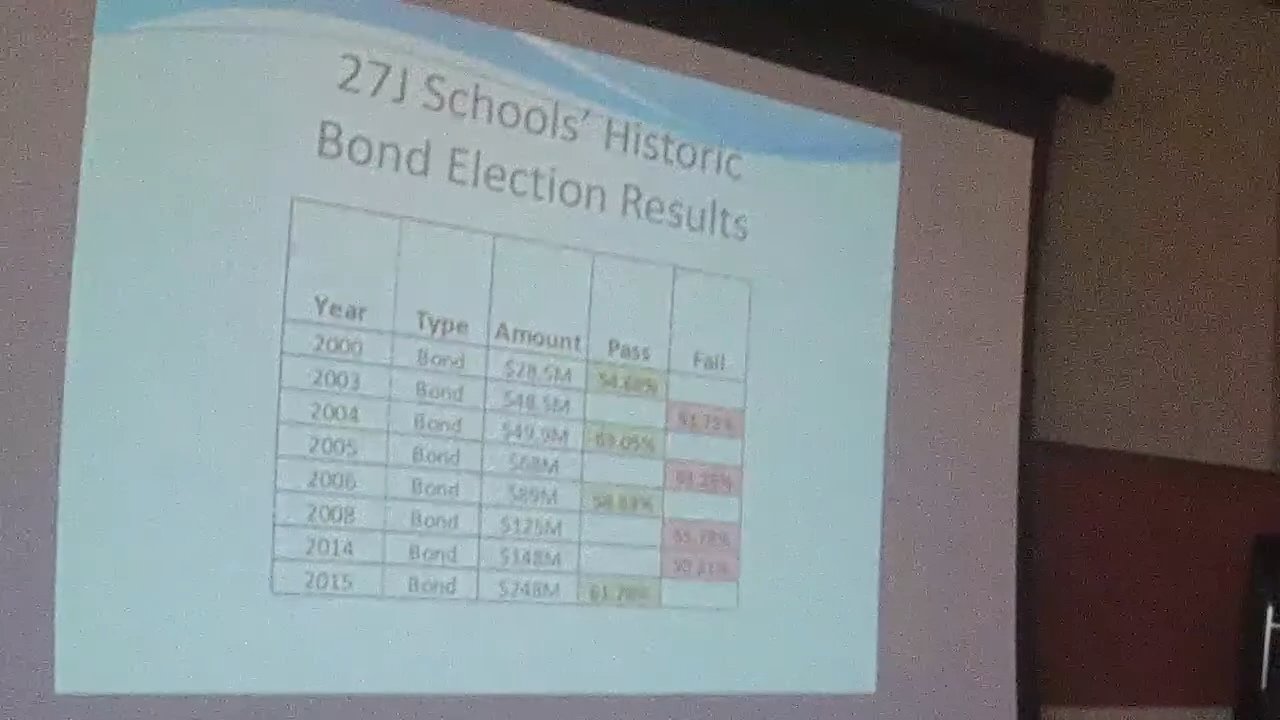 27J Schools' Historic
Bond Election Results
Year Type Amount Pass Fail
2000 Bond $28.5M
2003 Bond $48.5M
2004 Bond $49.9M
2005 Bond $68M
2006 Bond $89M
2008 Bond $125M
2014 Bond $148M
2015 Bond $248M